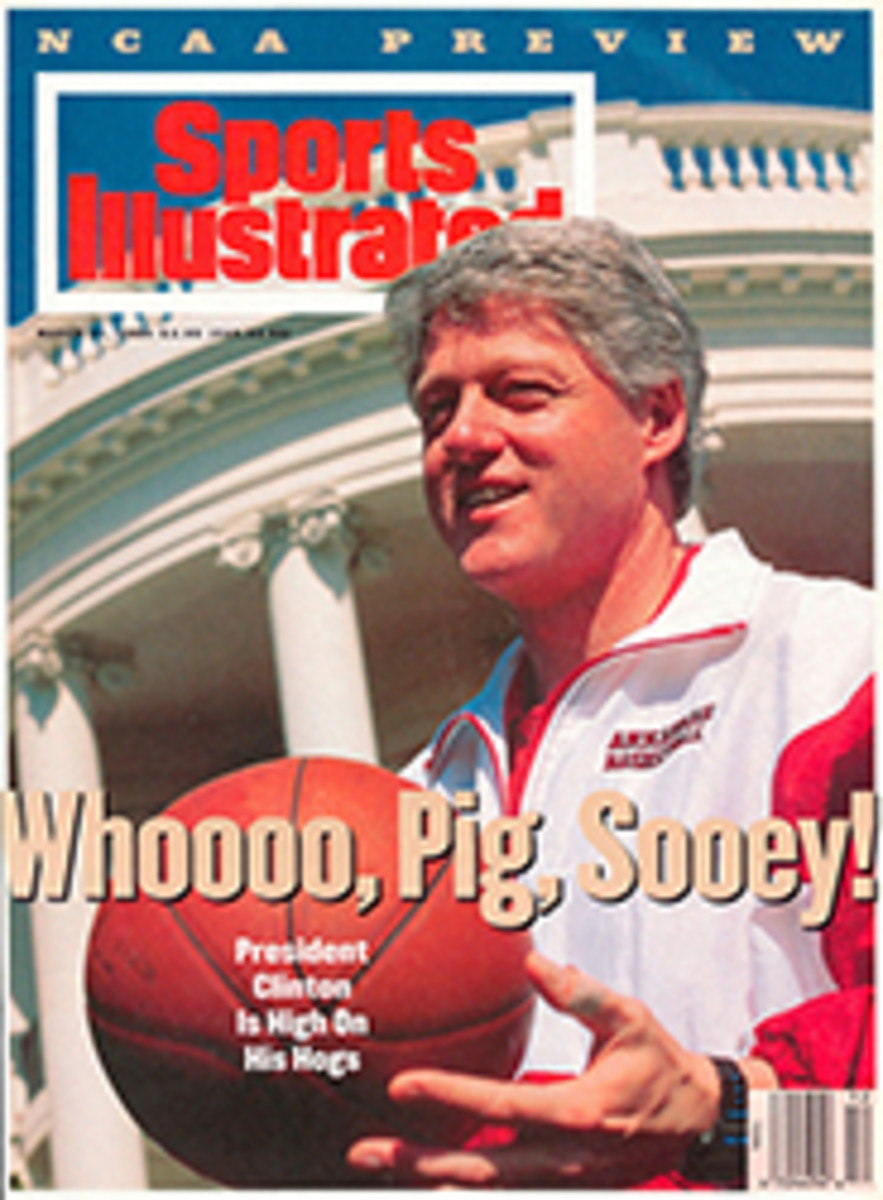 NCAA PREVIEW
Sports
Illustrated
Whoooo, Pig, Sooey!
President
Clinton
Is High On
His Hogs
ARKANSAS
BASKETBALL